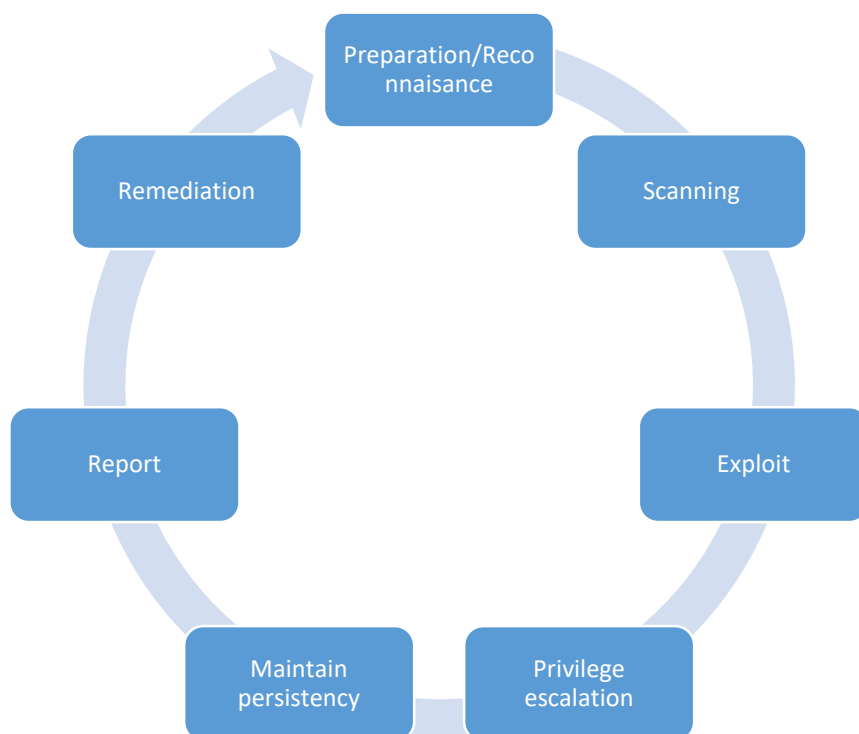 Preparation/Reco
nnaisance
Scanning
Exploit
Privilege
escalation
Maintain
persistency
Report
Remediation